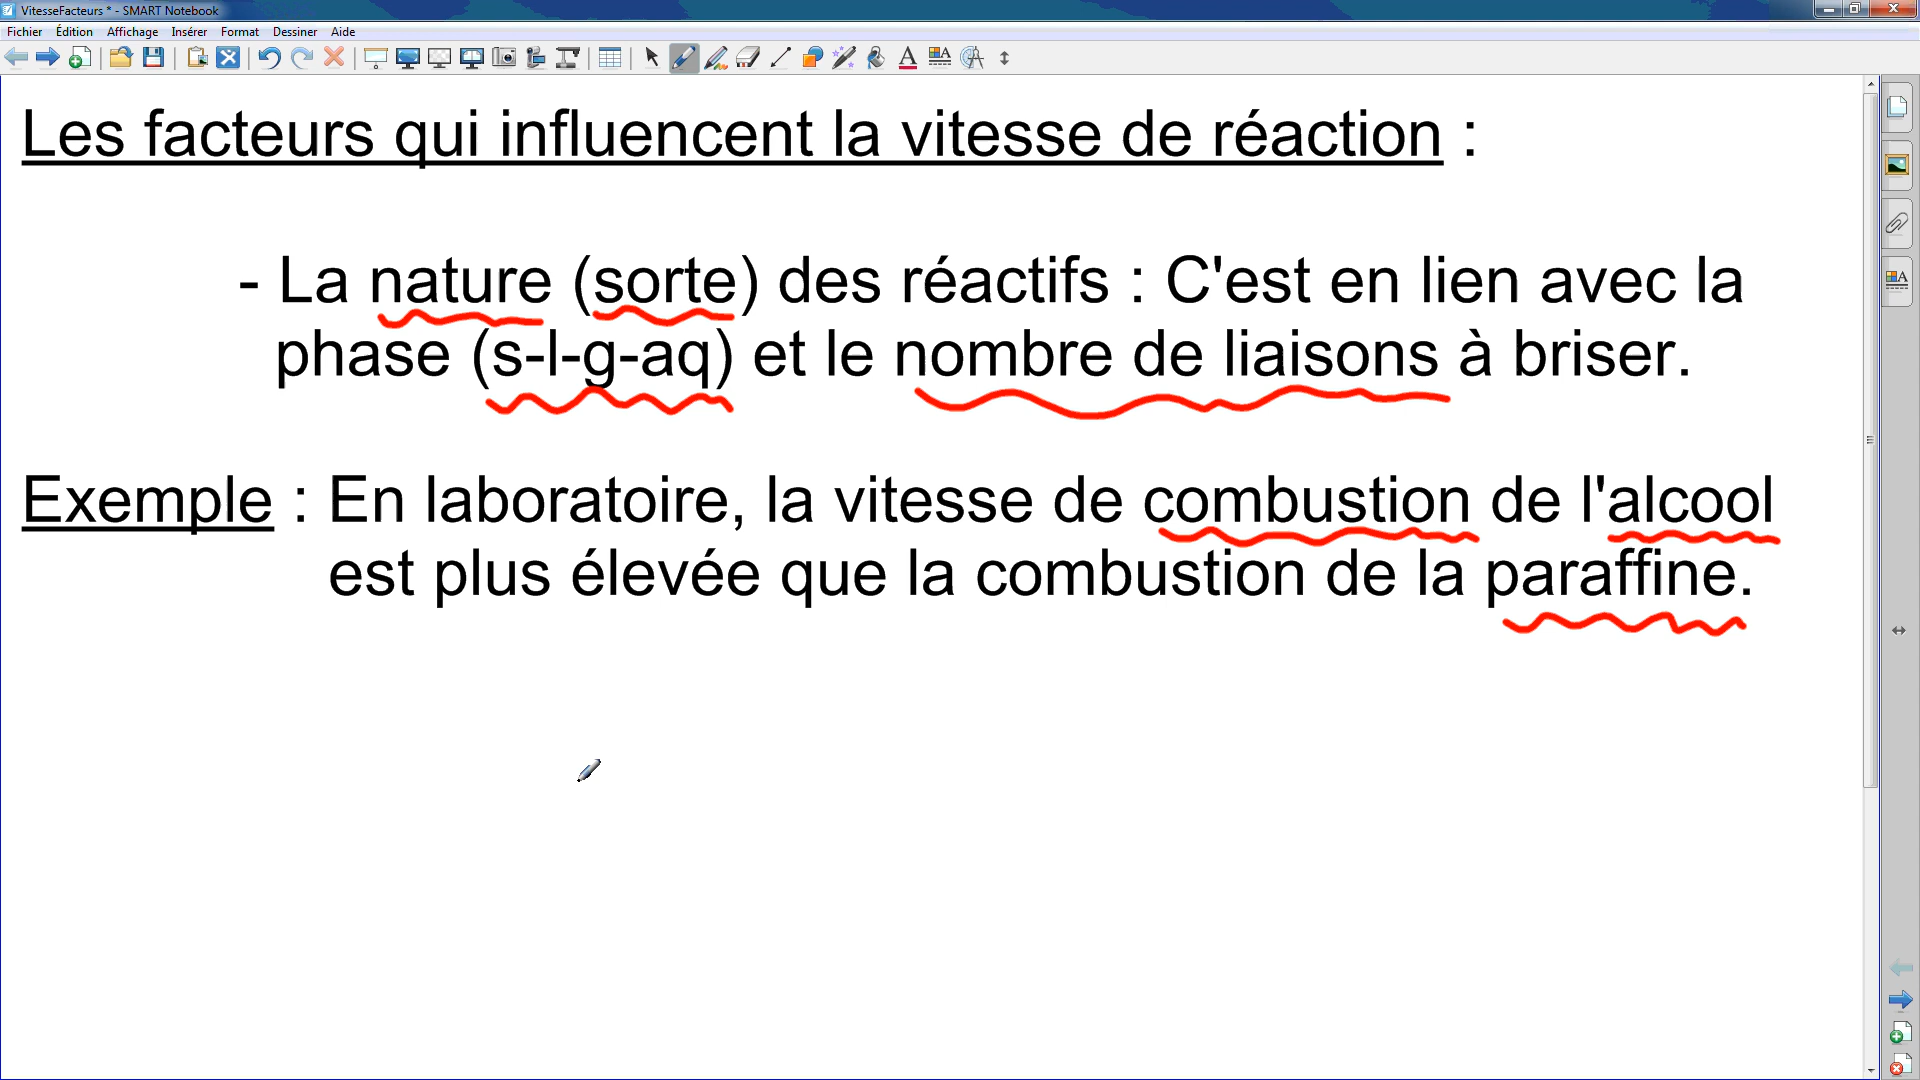 VitesseFacteurs * - SMART Notebook
Fichier Édition Affichage Insérer Format Dessiner Aide
Les facteurs qui influencent la vitesse de réaction :
- La nature (sorte) des réactifs : C'est en lien avec la
phase (s-l-g-aq) et le nombre de liaisons à briser.
Exemple : En laboratoire, la vitesse de combustion de l'alcool
est plus élevée que la combustion de la paraffine.